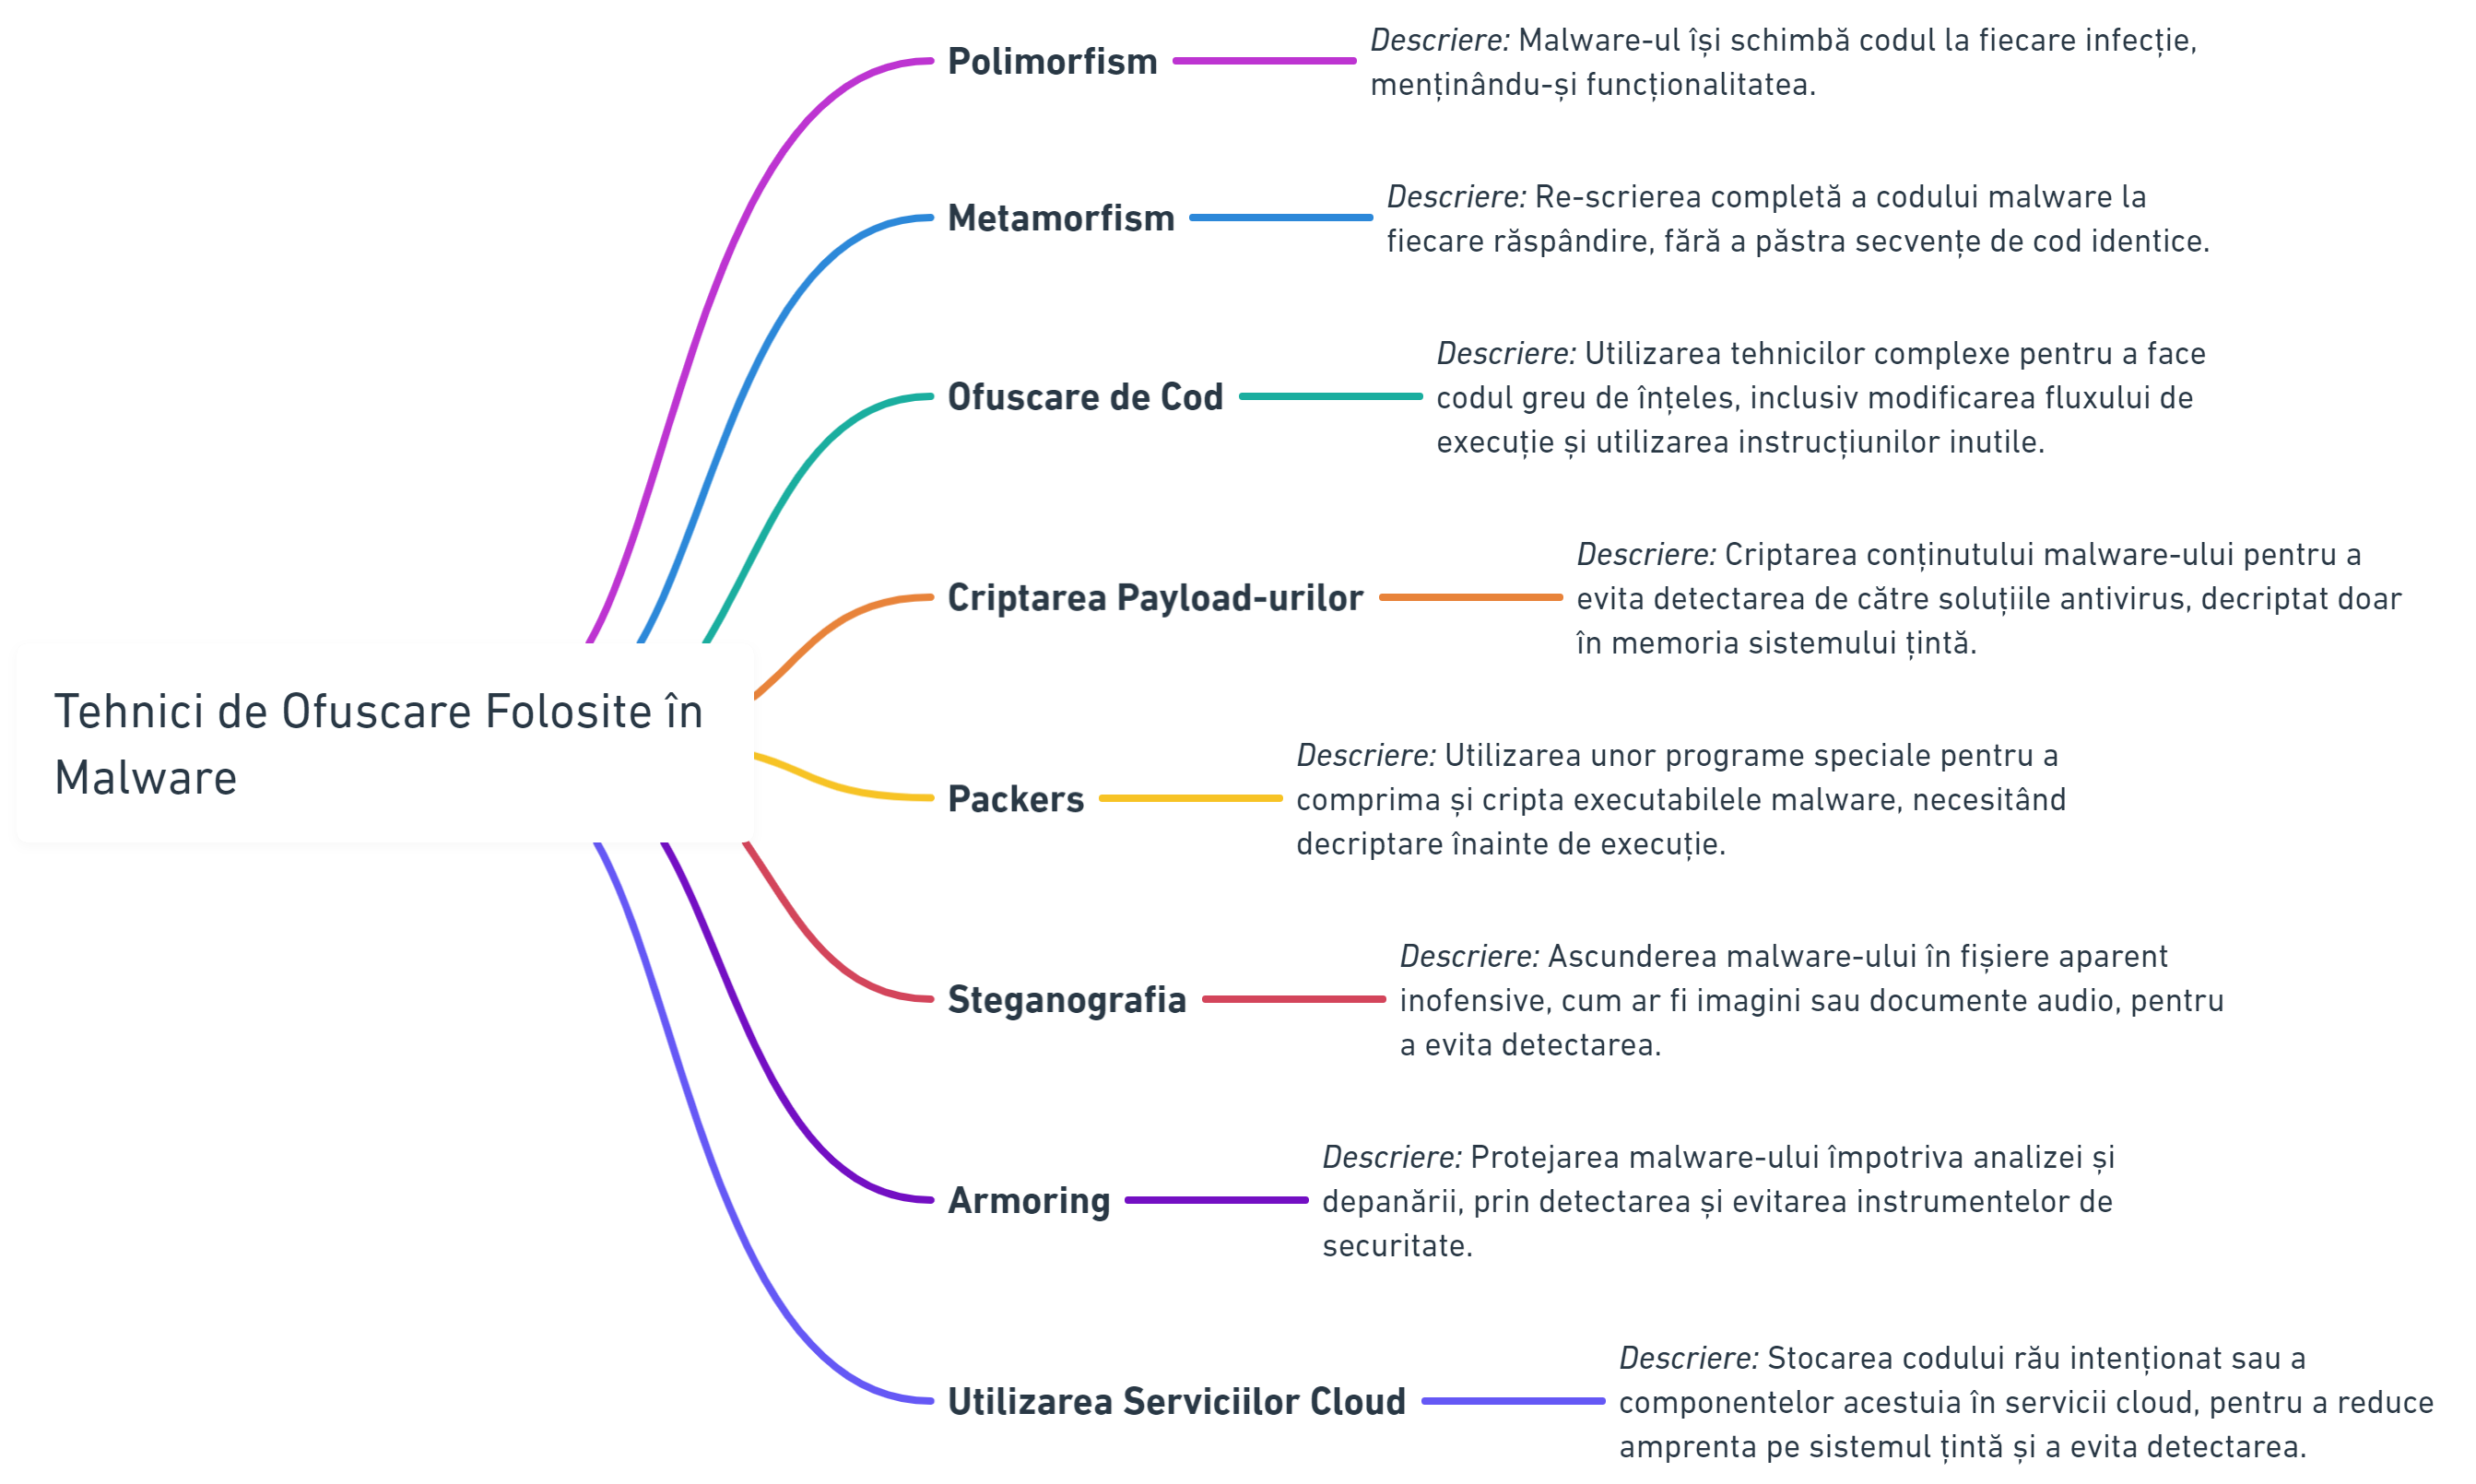 Tehnici de Ofuscare Folosite în
Malware
Polimorfism
Descriere: Malware-ul își schimbă codul la fiecare infecție,
menținându-și funcționalitatea.
Metamorfism
Descriere: Re-scrierea completă a codului malware la
fiecare răspândire, fără a păstra secvențe de cod identice.
Ofuscare de Cod
Descriere: Utilizarea tehnicilor complexe pentru a face
codul greu de înțeles, inclusiv modificarea fluxului de
execuție și utilizarea instrucțiunilor inutile.
Criptarea Payload-urilor
Descriere: Criptarea conținutului malware-ului pentru a
evita detectarea de către soluțiile antivirus, decriptat doar
în memoria sistemului țintă.
Packers
Descriere: Utilizarea unor programe speciale pentru a
comprima și cripta executabilele malware, necesitând
decriptare înainte de execuție.
Steganografia
Descriere: Ascunderea malware-ului în fișiere aparent
inofensive, cum ar fi imagini sau documente audio, pentru
a evita detectarea.
Armoring
Descriere: Protejarea malware-ului împotriva analizei și
depanării, prin detectarea și evitarea instrumentelor de
securitate.
Utilizarea Serviciilor Cloud
Descriere: Stocarea codului rău intenționat sau a
componentelor acestuia în servicii cloud, pentru a reduce
amprenta pe sistemul țintă și a evita detectarea.